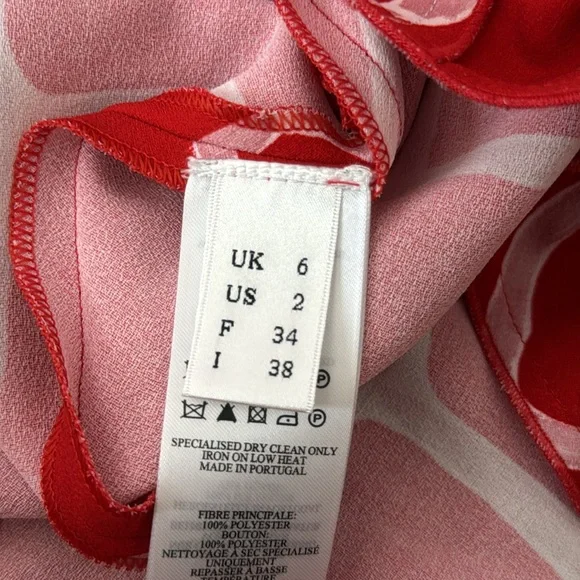 UK 6
US 2
F 34
I 38
P
P
SPECIALISED DRY CLEAN ONLY
IRON ON LOW HEAT
MADE IN PORTUGAL
FIBRE PRINCIPALE:
100% POLYESTER
BOUTON:
100% POLYESTER
NETTOYAGE A SEC SPECIALISÉ
UNIQUEMENT
REPASSER A BASSE